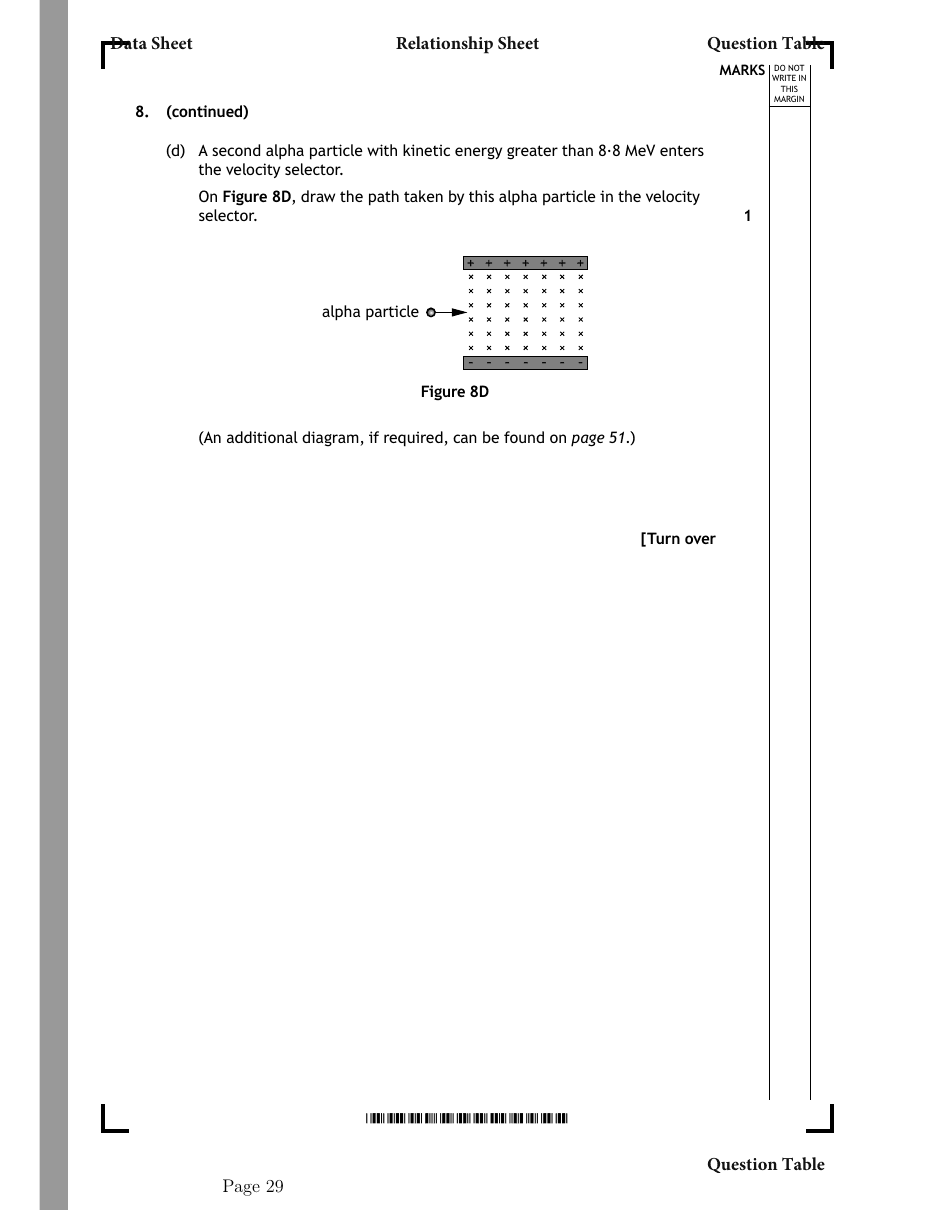 Data Sheet Relationship Sheet Question Table
MARKS
DO NOT
WRITE IN
THIS
MARGIN
8. (continued)
(d) A second alpha particle with kinetic energy greater than 8·8 MeV enters
the velocity selector.
On Figure 8D, draw the path taken by this alpha particle in the velocity
selector. 1
+ + + + + + +
× × × × × × ×
× × × × × × ×
× × × × × × ×
alpha particle
× × × × × × ×
× × × × × × ×
× × × × × × ×
- - - - - - -
Figure 8D
(An additional diagram, if required, can be found on page 51.)
[Turn over
Question Table
Page 29